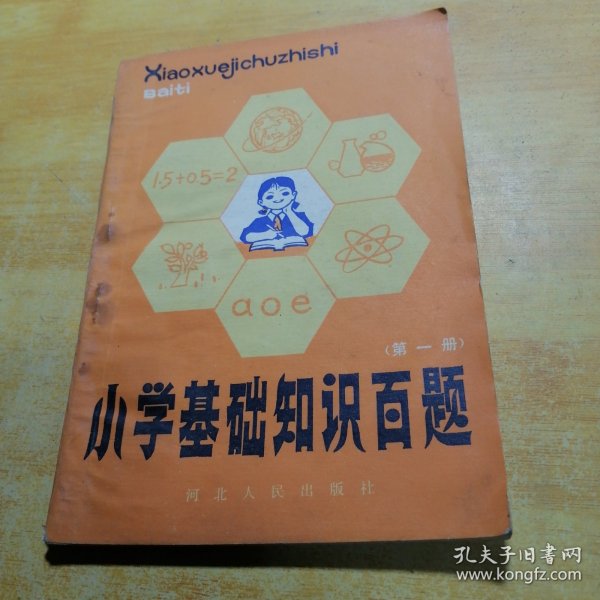 Xiaoxuejichuzhishi
Baiti
1.5+0.5=2
a o e
(第一册)
小学基础知识百题
河北人民出版社
孔夫子旧书网
www.kongfz.com